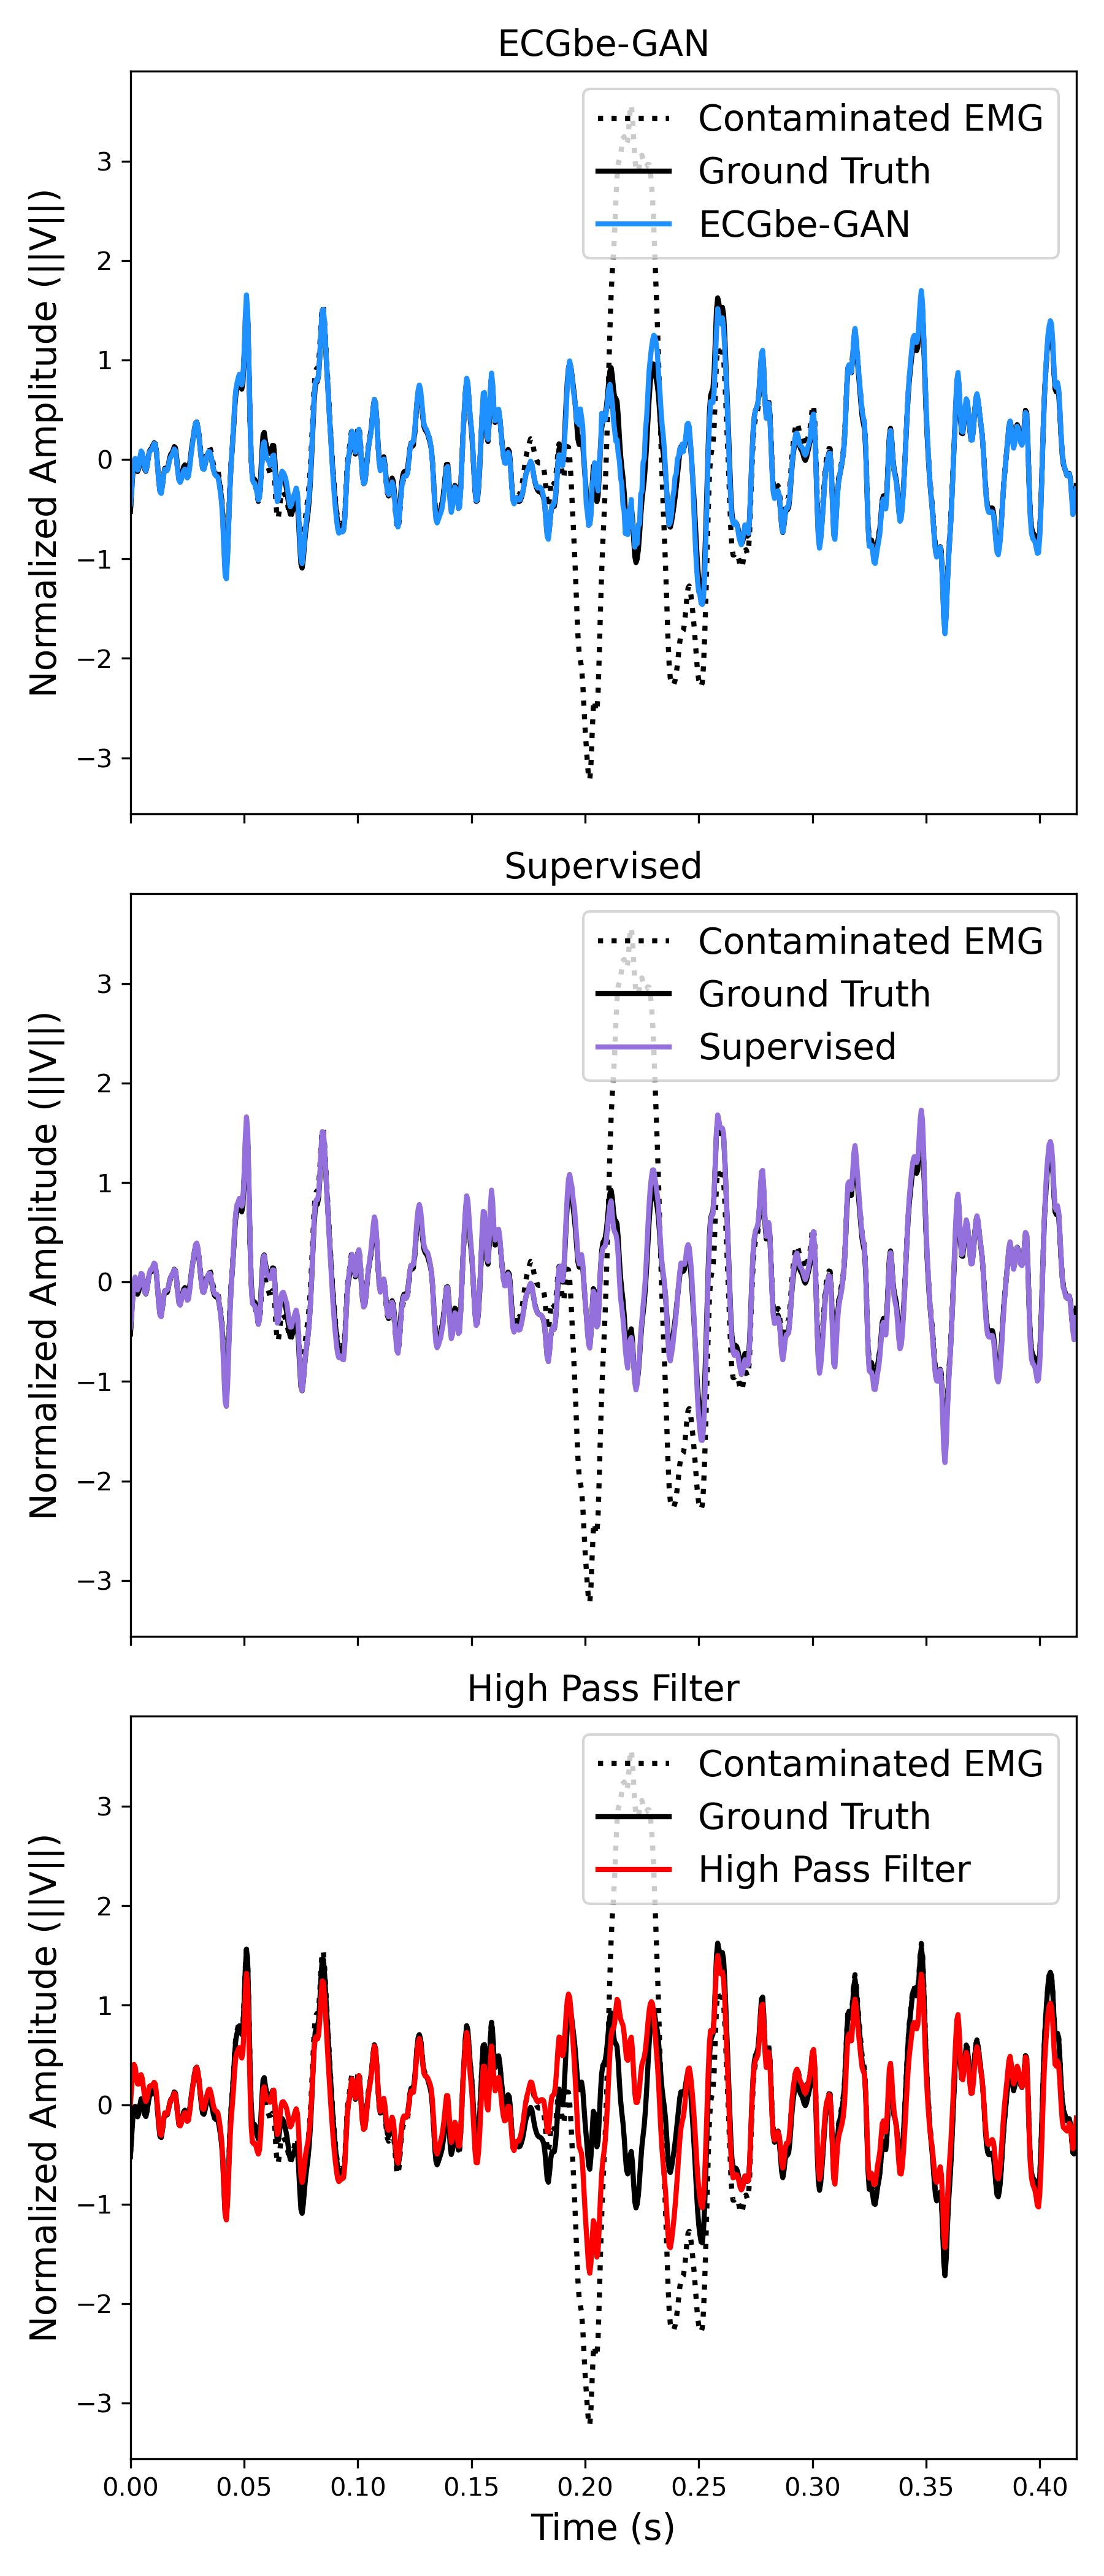 ECGbe-GAN
Contaminated EMG
Ground Truth
ECGbe-GAN
Normalized Amplitude (||V||)
3
2
1
0
−1
−2
−3
Supervised
Contaminated EMG
Ground Truth
Supervised
Normalized Amplitude (||V||)
3
2
1
0
−1
−2
−3
High Pass Filter
Contaminated EMG
Ground Truth
High Pass Filter
Normalized Amplitude (||V||)
3
2
1
0
−1
−2
−3
0.00 0.05 0.10 0.15 0.20 0.25 0.30 0.35 0.40
Time (s)